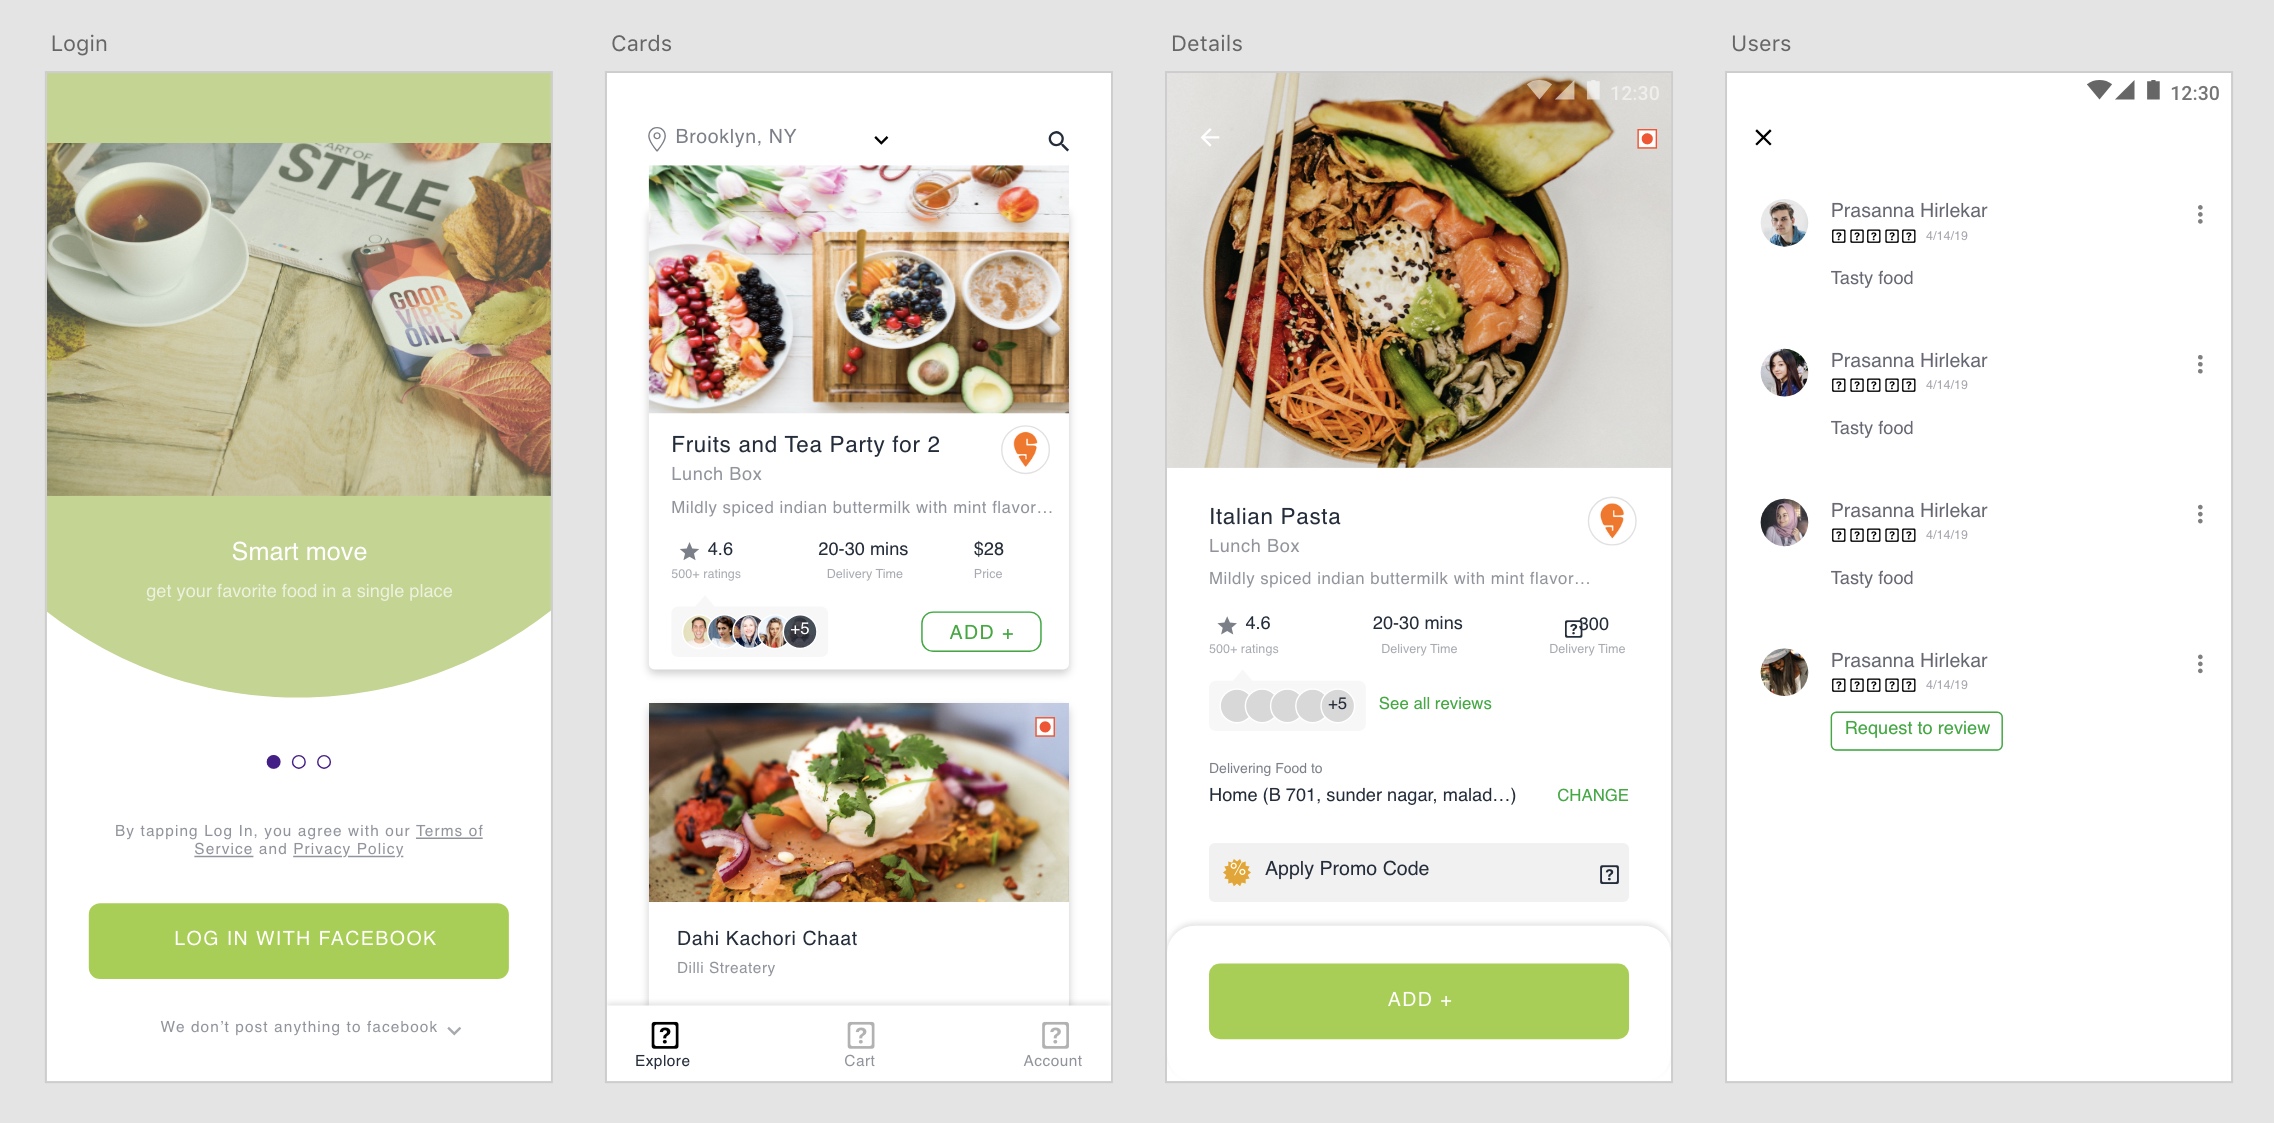 Login
ART OF
STYLE
GOOD
VIBES
ONLY
Smart move
get your favorite food in a single place
By tapping Log In, you agree with our Terms of
Service and Privacy Policy
LOG IN WITH FACEBOOK
We don't post anything to facebook
Cards
Brooklyn, NY
Fruits and Tea Party for 2
Lunch Box
Mildly spiced indian buttermilk with mint flavor...
4.6 20-30 mins $28
500+ ratings Delivery Time Price
+5 ADD +
Dahi Kachori Chaat
Dilli Streatery
Explore Cart Account
Details
12:30
Italian Pasta
Lunch Box
Mildly spiced indian buttermilk with mint flavor...
4.6 20-30 mins 300
500+ ratings Delivery Time Delivery Time
+5 See all reviews
Delivering Food to
Home (B 701, sunder nagar, malad...) CHANGE
Apply Promo Code
ADD +
Users
12:30
Prasanna Hirlekar
4/14/19
Tasty food
Prasanna Hirlekar
4/14/19
Tasty food
Prasanna Hirlekar
4/14/19
Tasty food
Prasanna Hirlekar
4/14/19
Request to review